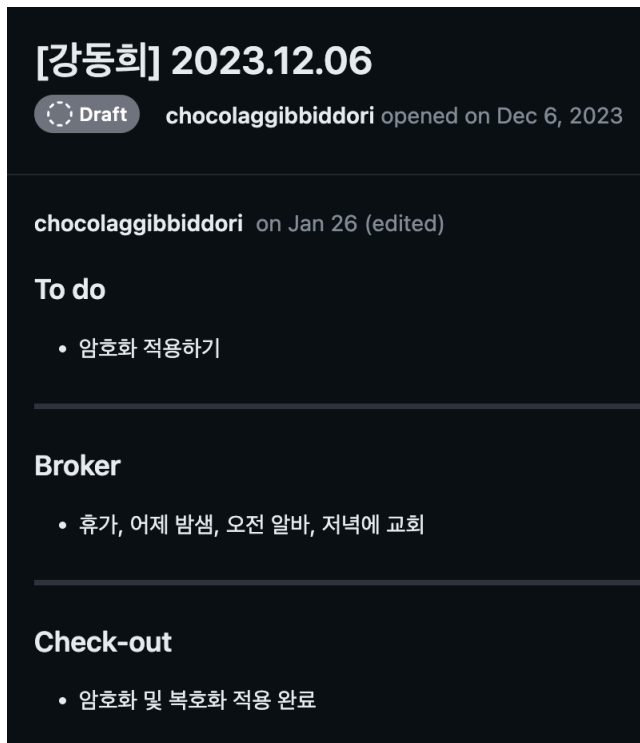 [강동희] 2023.12.06
Draft chocolaggibbiddori opened on Dec 6, 2023
chocolaggibbiddori on Jan 26 (edited)
To do
• 암호화 적용하기
Broker
• 휴가, 어제 밤샘, 오전 알바, 저녁에 교회
Check-out
• 암호화 및 복호화 적용 완료